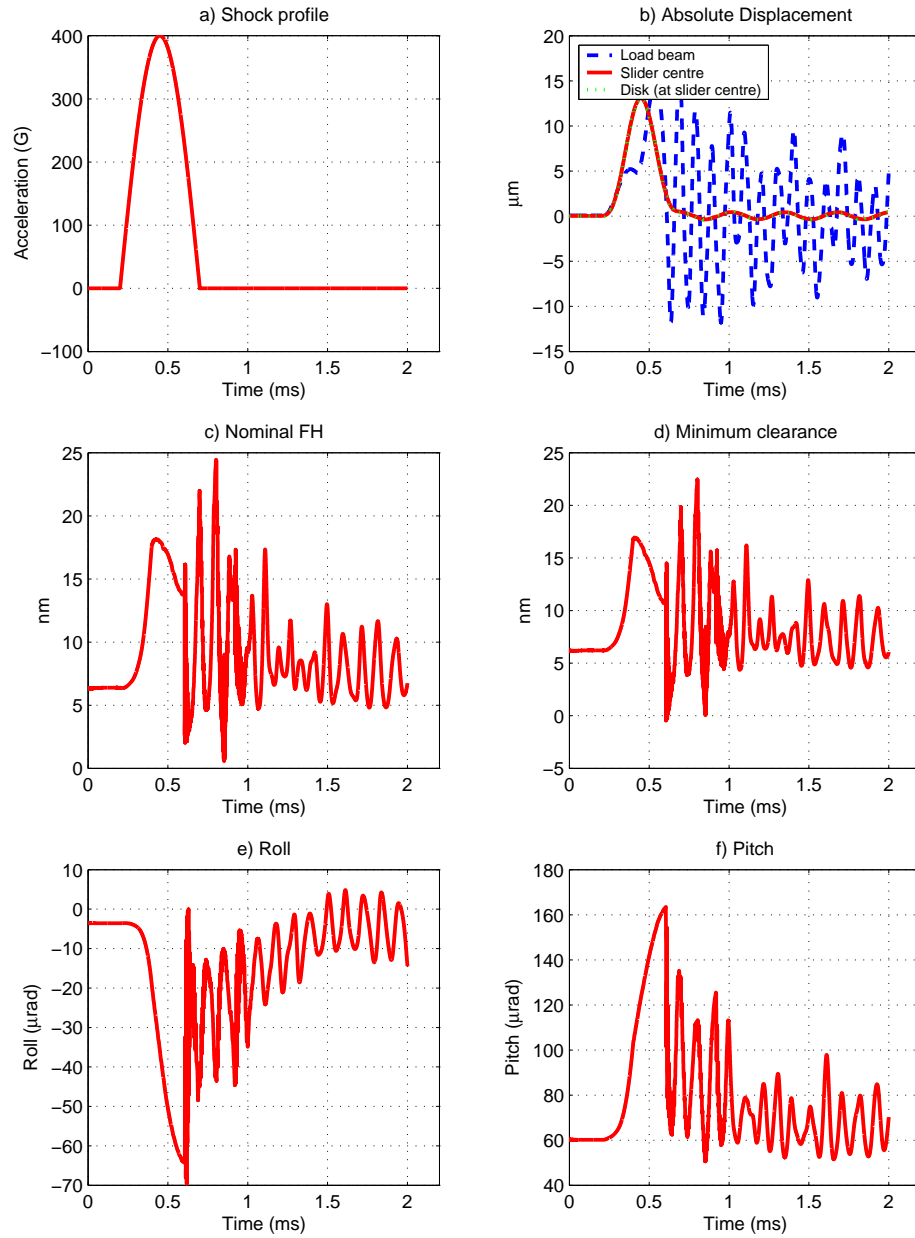 a) Shock profile
400
300
200
100
0
−100
Acceleration (G)
0 0.5 1 1.5 2
Time (ms)
b) Absolute Displacement
20
15
10
5
0
−5
−10
−15
μm
Load beam
Slider centre
Disk (at slider centre)
0 0.5 1 1.5 2
Time (ms)
c) Nominal FH
25
20
15
10
5
0
nm
0 0.5 1 1.5 2
Time (ms)
d) Minimum clearance
25
20
15
10
5
0
−5
nm
0 0.5 1 1.5 2
Time (ms)
e) Roll
10
0
−10
−20
−30
−40
−50
−60
−70
Roll (μrad)
0 0.5 1 1.5 2
Time (ms)
f) Pitch
180
160
140
120
100
80
60
40
Pitch (μrad)
0 0.5 1 1.5 2
Time (ms)